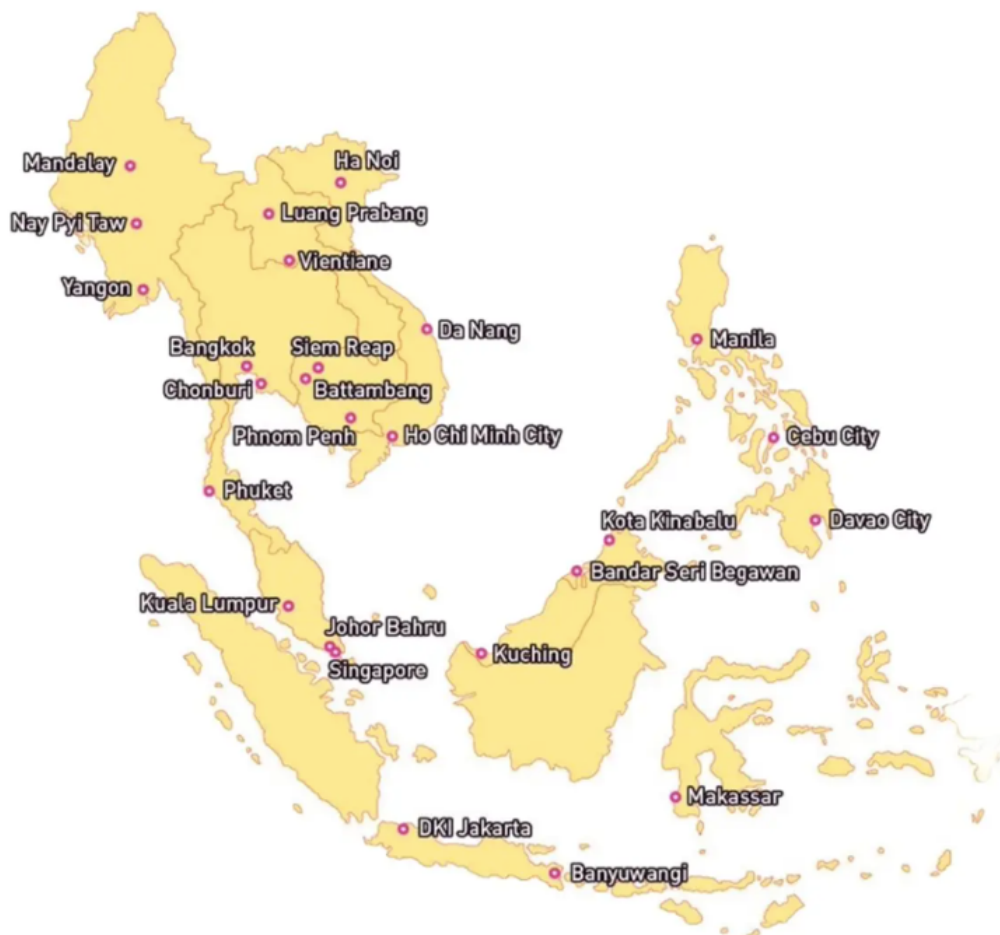 Mandalay
Ha Noi
Nay Pyi Taw
Luang Prabang
Vientiane
Yangon
Da Nang
Manila
Bangkok
Siem Reap
Chonburi
Battambang
Phnom Penh
Ho Chi Minh City
Cebu City
Phuket
Kota Kinabalu
Davao City
Bandar Seri Begawan
Kuala Lumpur
Johor Bahru
Kuching
Singapore
Makassar
DKI Jakarta
Banyuwangi